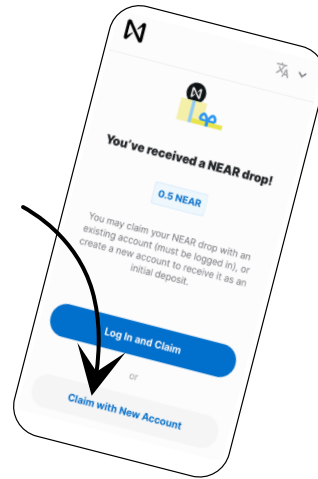 You've received a NEAR drop!
0.5 NEAR
You may claim your NEAR drop with an
existing account (must be logged in), or
create a new account to receive it as an
initial deposit.
Log In and Claim
or
Claim with New Account